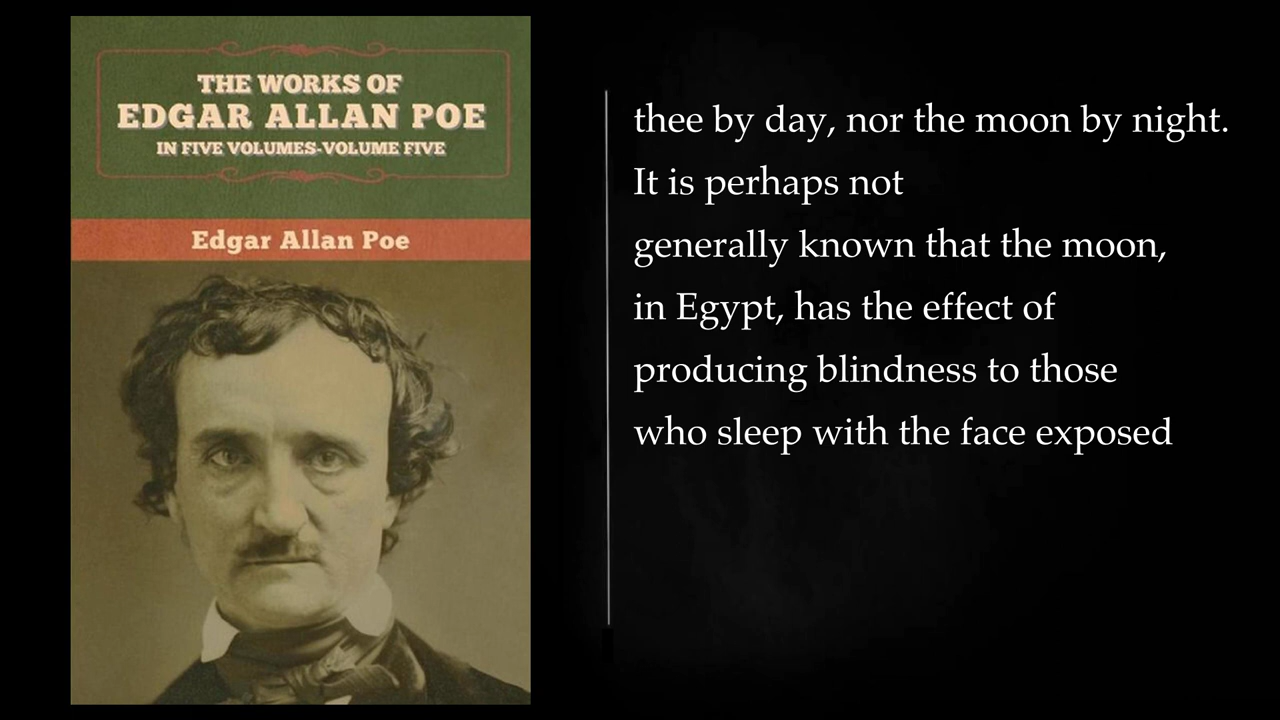 THE WORKS OF
EDGAR ALLAN POE
IN FIVE VOLUMES-VOLUME FIVE
Edgar Allan Poe
thee by day, nor the moon by night.
It is perhaps not
generally known that the moon,
in Egypt, has the effect of
producing blindness to those
who sleep with the face exposed